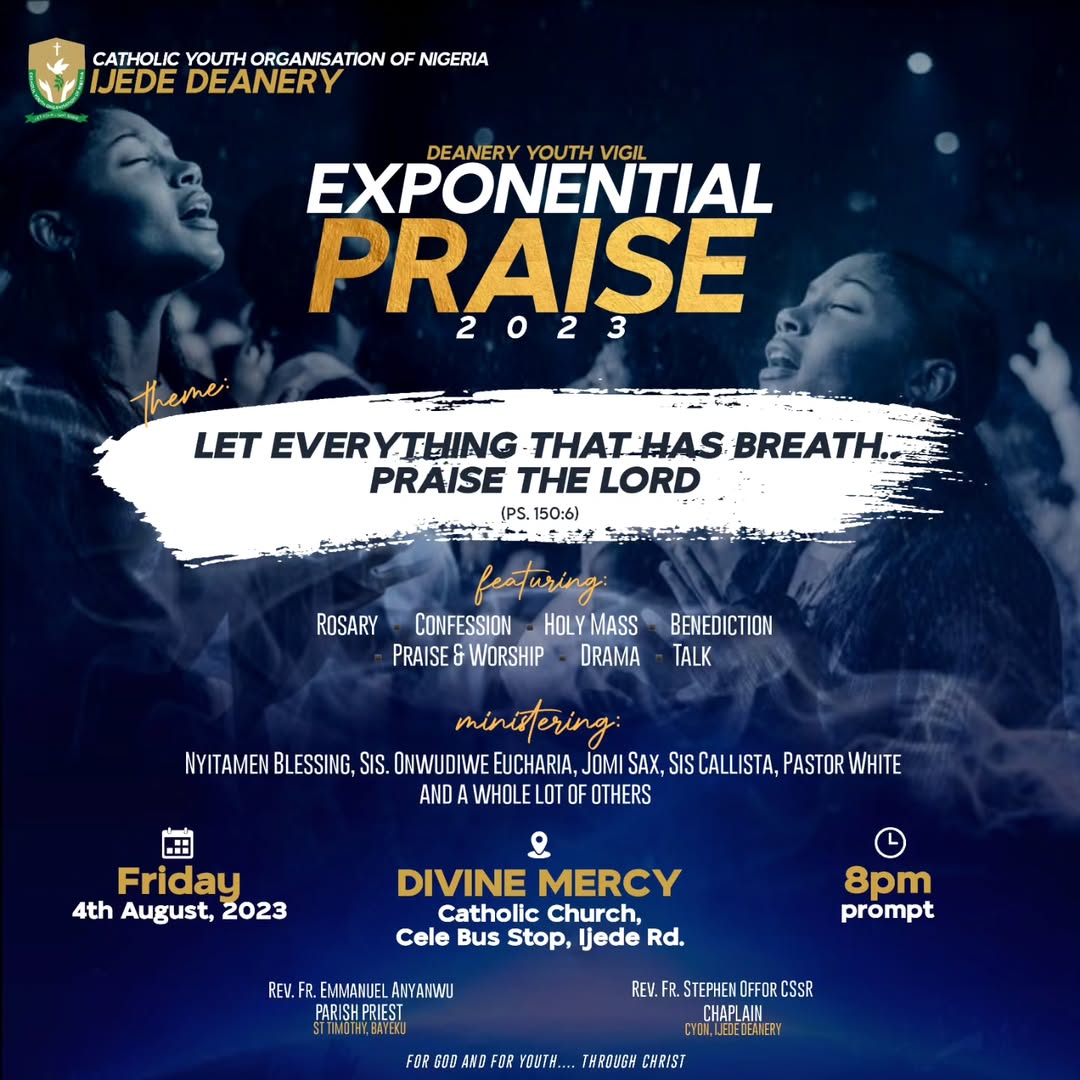 CATHOLIC YOUTH ORGANISATION OF NIGERIA
IJEDE DEANERY
DEANERY YOUTH VIGIL
EXPONENTIAL
PRAISE
2023
theme:
LET EVERYTHING THAT HAS BREATH..
PRAISE THE LORD
(PS. 150:6)
featuring:
ROSARY - CONFESSION - HOLY MASS - BENEDICTION
- PRAISE & WORSHIP - DRAMA - TALK
ministering:
NYITAMEN BLESSING, SIS. ONWUDIWE EUCHARIA, JOMI SAX, SIS CALLISTA, PASTOR WHITE
AND A WHOLE LOT OF OTHERS
Friday
4th August, 2023
DIVINE MERCY
Catholic Church,
Cele Bus Stop, Ijede Rd.
8pm
prompt
REV. FR. EMMANUEL ANYANWU
PARISH PRIEST
ST TIMOTHY, BAYEKU
REV. FR. STEPHEN OFFOR CSSR
CHAPLAIN
CYON, IJEDE DEANERY
FOR GOD AND FOR YOUTH.... THROUGH CHRIST